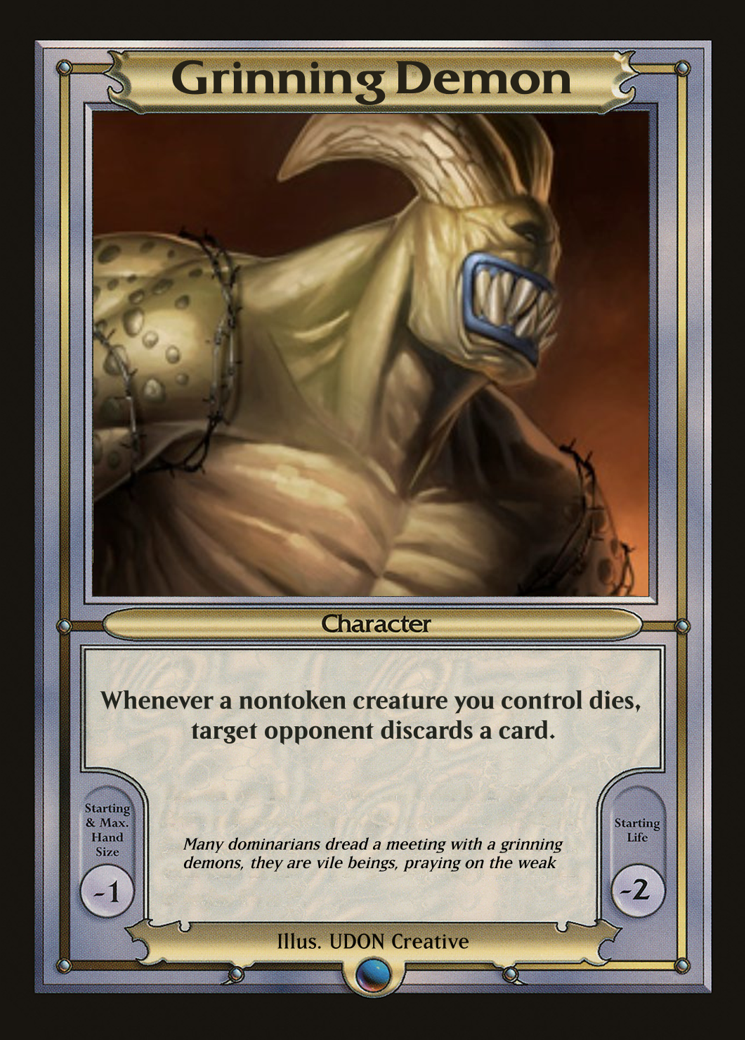 Grinning Demon
Character
Whenever a nontoken creature you control dies,
target opponent discards a card.
Starting
& Max.
Hand
Size
-1
Starting
Life
-2
Many dominarians dread a meeting with a grinning
demons, they are vile beings, praying on the weak
Illus. UDON Creative